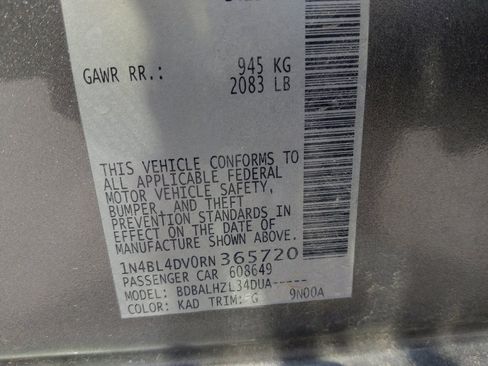 GAWR RR.: 945 KG
2083 LB
THIS VEHICLE CONFORMS TO
ALL APPLICABLE FEDERAL
MOTOR VEHICLE SAFETY,
BUMPER, AND THEFT
PREVENTION STANDARDS IN
EFFECT ON THE DATE OF
MANUFACTURE SHOWN ABOVE.
1N4BL4DV0RN365720
PASSENGER CAR 608649
MODEL: BDBALHZL34DUA-----
COLOR: KAD TRIM: G 9N00A